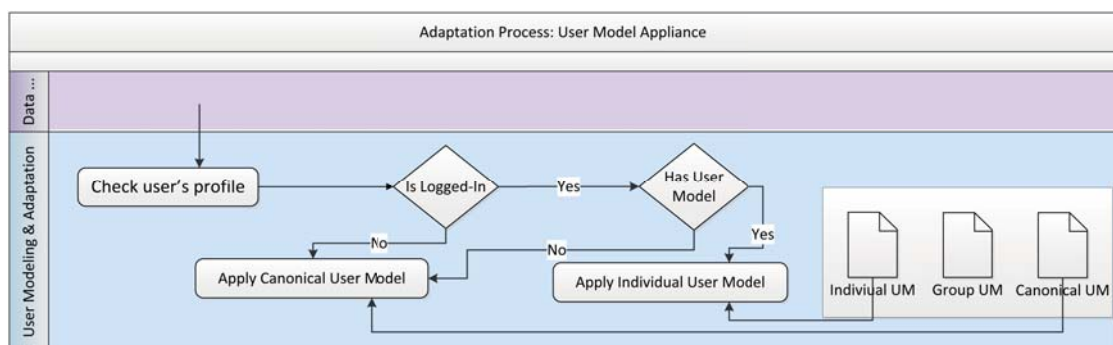 Adaptation Process: User Model Appliance
Data ...
User Modeling & Adaptation
Check user's profile
Is Logged-In
Yes
Has User
Model
Yes
No
No
Apply Canonical User Model
Apply Individual User Model
Indiviual UM
Group UM
Canonical UM